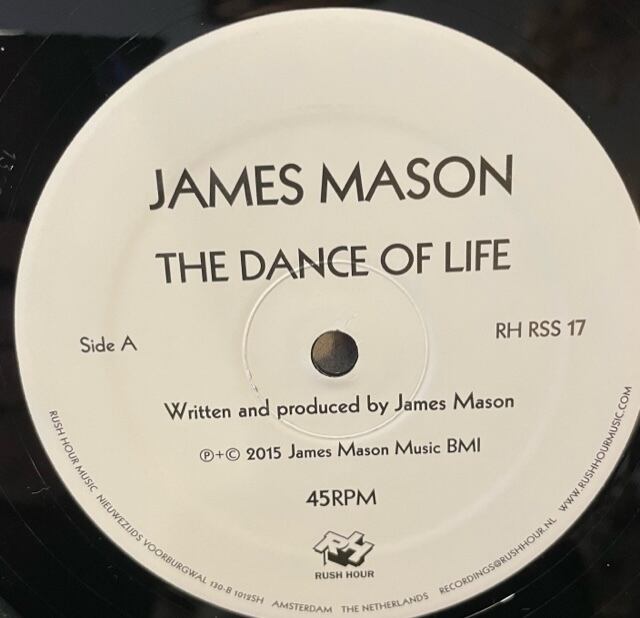 JAMES MASON
THE DANCE OF LIFE
Side A
RH RSS 17
Written and produced by James Mason
℗+© 2015 James Mason Music BMI
45RPM
RH
RUSH HOUR
RUSH HOUR MUSIC NIEUWEZIJDS VOORBURGWAL 130-B 1012SH AMSTERDAM THE NETHERLANDS RECORDINGS@RUSHHOUR.NL WWW.RUSHHOURMUSIC.COM